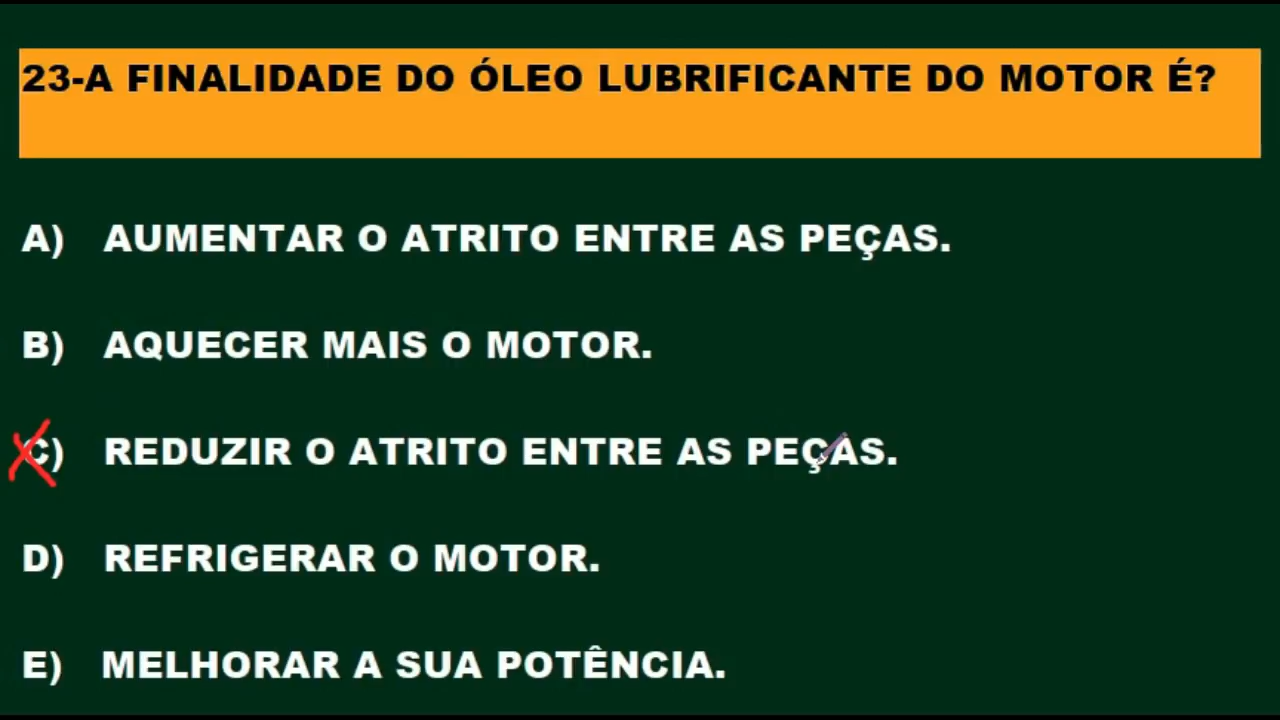 23-A FINALIDADE DO ÓLEO LUBRIFICANTE DO MOTOR É?
A) AUMENTAR O ATRITO ENTRE AS PEÇAS.
B) AQUECER MAIS O MOTOR.
C) REDUZIR O ATRITO ENTRE AS PEÇAS.
D) REFRIGERAR O MOTOR.
E) MELHORAR A SUA POTÊNCIA.